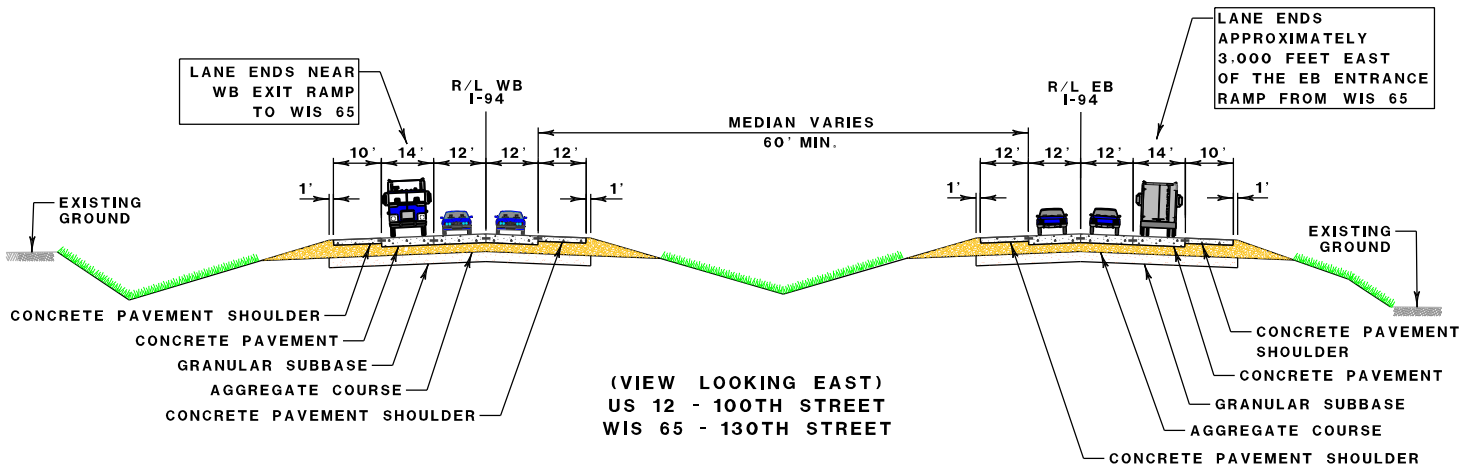 LANE ENDS NEAR
WB EXIT RAMP
TO WIS 65
R/L WB
I-94
MEDIAN VARIES
60' MIN.
R/L EB
I-94
LANE ENDS
APPROXIMATELY
3,000 FEET EAST
OF THE EB ENTRANCE
RAMP FROM WIS 65
10' 14' 12' 12' 12'
12' 12' 12' 14' 10'
1' 1' 1' 1'
EXISTING
GROUND
EXISTING
GROUND
CONCRETE PAVEMENT SHOULDER
CONCRETE PAVEMENT
GRANULAR SUBBASE
AGGREGATE COURSE
CONCRETE PAVEMENT SHOULDER
(VIEW LOOKING EAST)
US 12 - 100TH STREET
WIS 65 - 130TH STREET
CONCRETE PAVEMENT
SHOULDER
CONCRETE PAVEMENT
GRANULAR SUBBASE
AGGREGATE COURSE
CONCRETE PAVEMENT SHOULDER